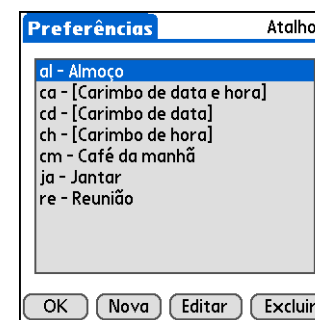 Preferências Atalho
al - Almoço
ca - [Carimbo de data e hora]
cd - [Carimbo de data]
ch - [Carimbo de hora]
cm - Café da manhã
ja - Jantar
re - Reunião
OK Nova Editar Excluir